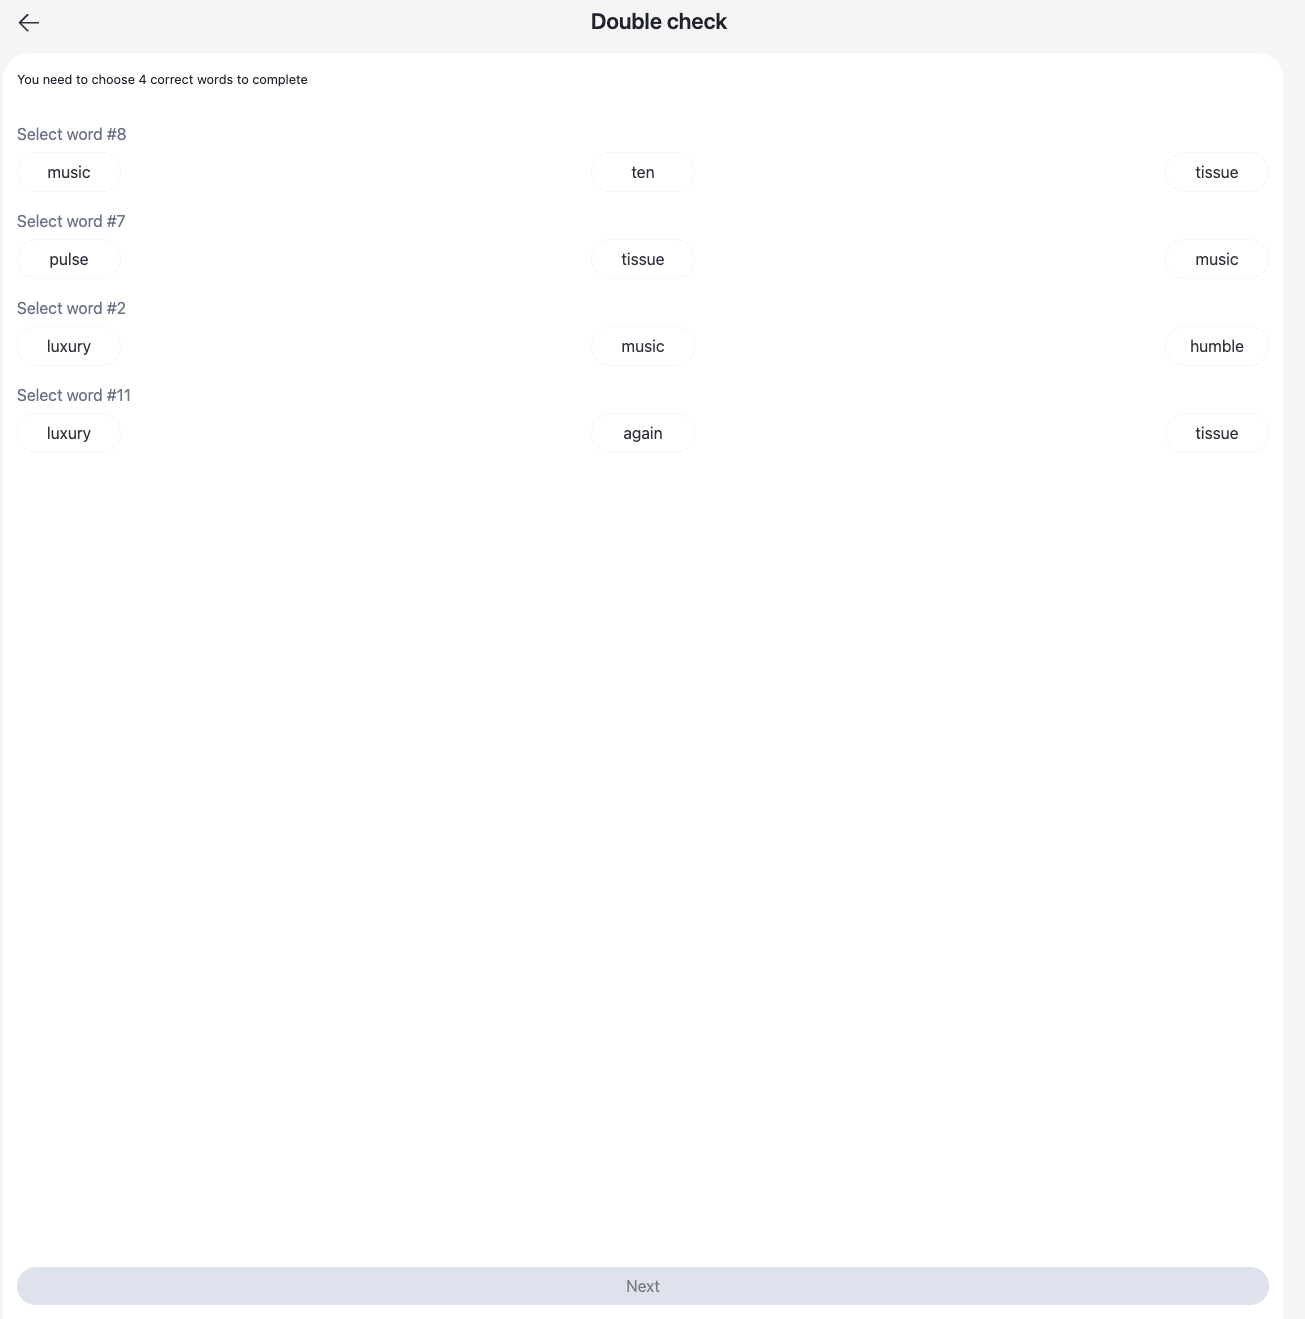 Double check
You need to choose 4 correct words to complete
Select word #8
music ten tissue
Select word #7
pulse tissue music
Select word #2
luxury music humble
Select word #11
luxury again tissue
Next